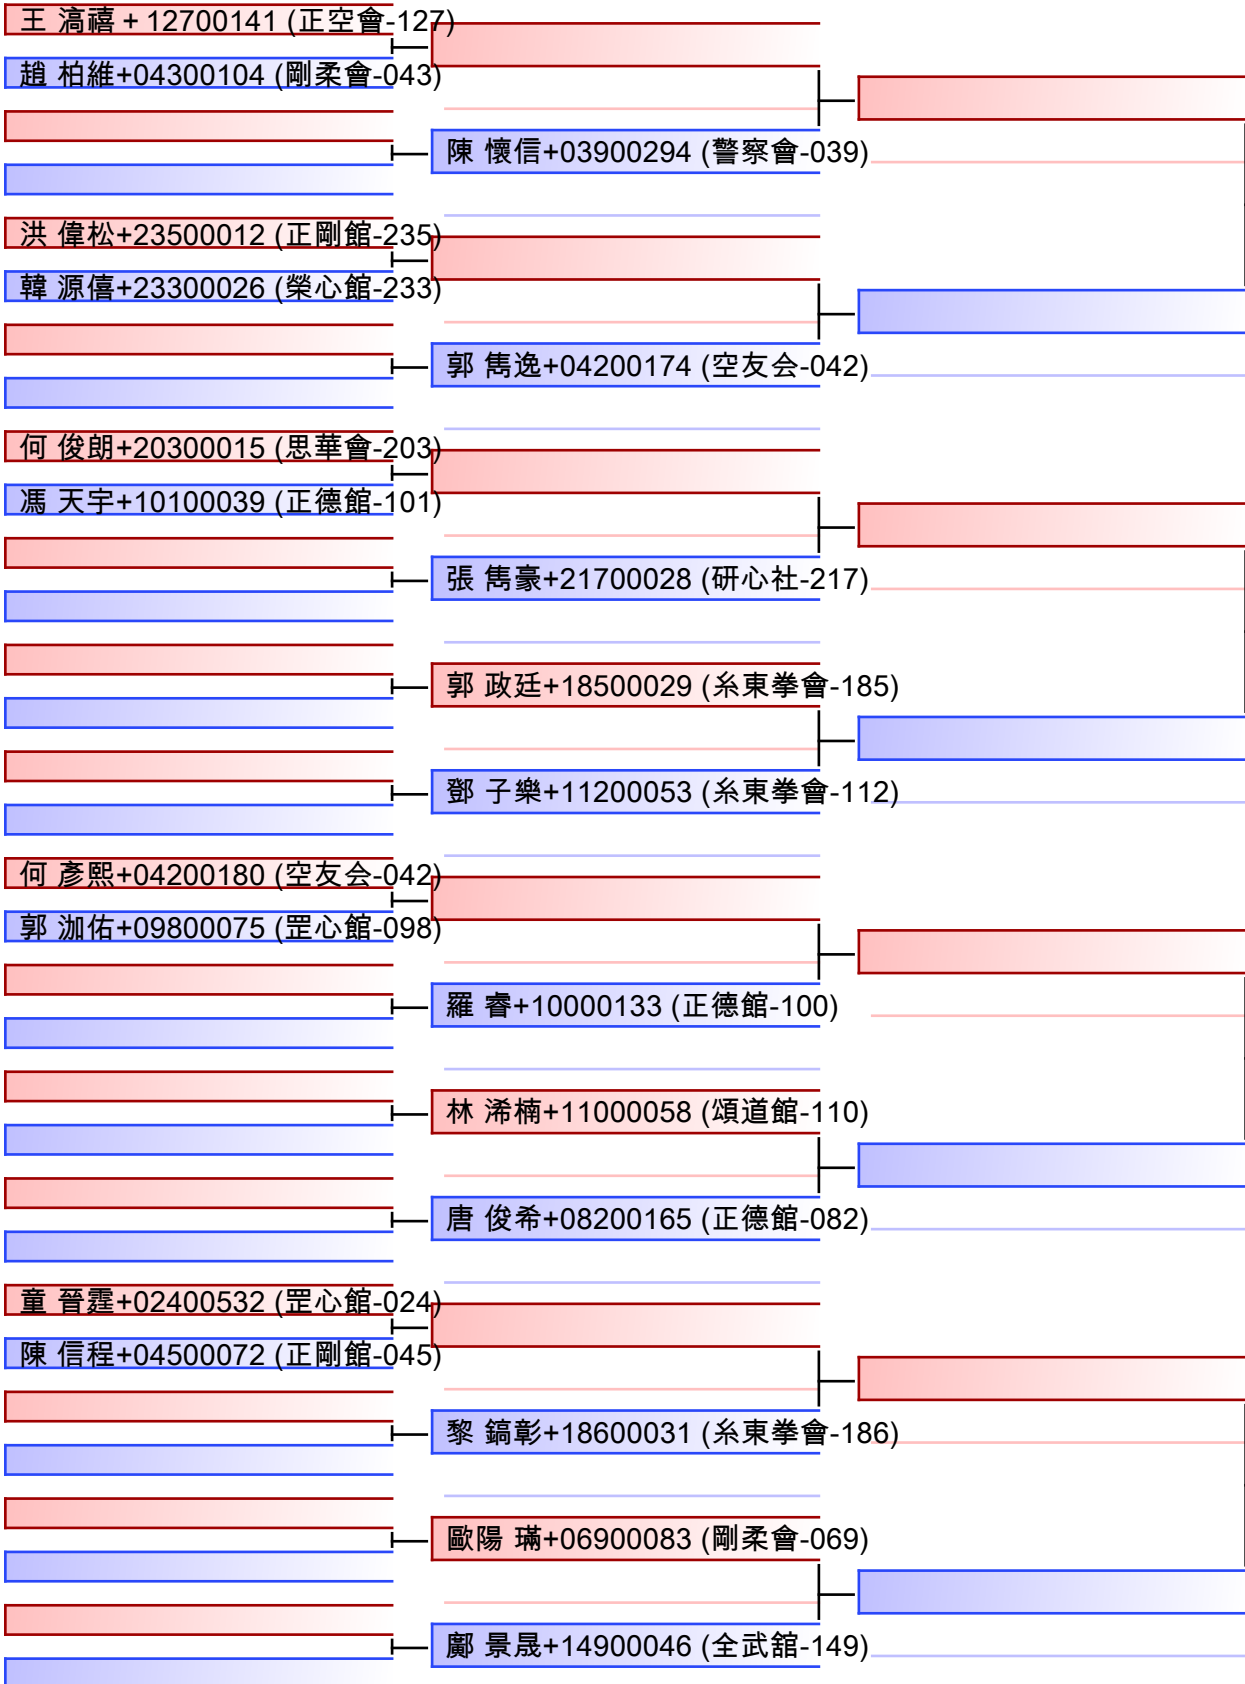 王 滈禧 + 12700141 (正空會-127)
趙 柏維+04300104 (剛柔會-043)
陳 懷信+03900294 (警察會-039)
洪 偉松+23500012 (正剛館-235)
韓 源僖+23300026 (榮心館-233)
郭 雋逸+04200174 (空友会-042)
何 俊朗+20300015 (思華會-203)
馮 天宇+10100039 (正德館-101)
張 雋豪+21700028 (研心社-217)
郭 政廷+18500029 (糸東拳會-185)
鄧 子樂+11200053 (糸東拳會-112)
何 彥熙+04200180 (空友会-042)
郭 泇佑+09800075 (罡心館-098)
羅 睿+10000133 (正德館-100)
林 浠楠+11000058 (頌道館-110)
唐 俊希+08200165 (正德館-082)
童 晉霆+02400532 (罡心館-024)
陳 信程+04500072 (正剛館-045)
黎 鎬彰+18600031 (糸東拳會-186)
歐陽 璊+06900083 (剛柔會-069)
鄺 景晟+14900046 (全武舘-149)